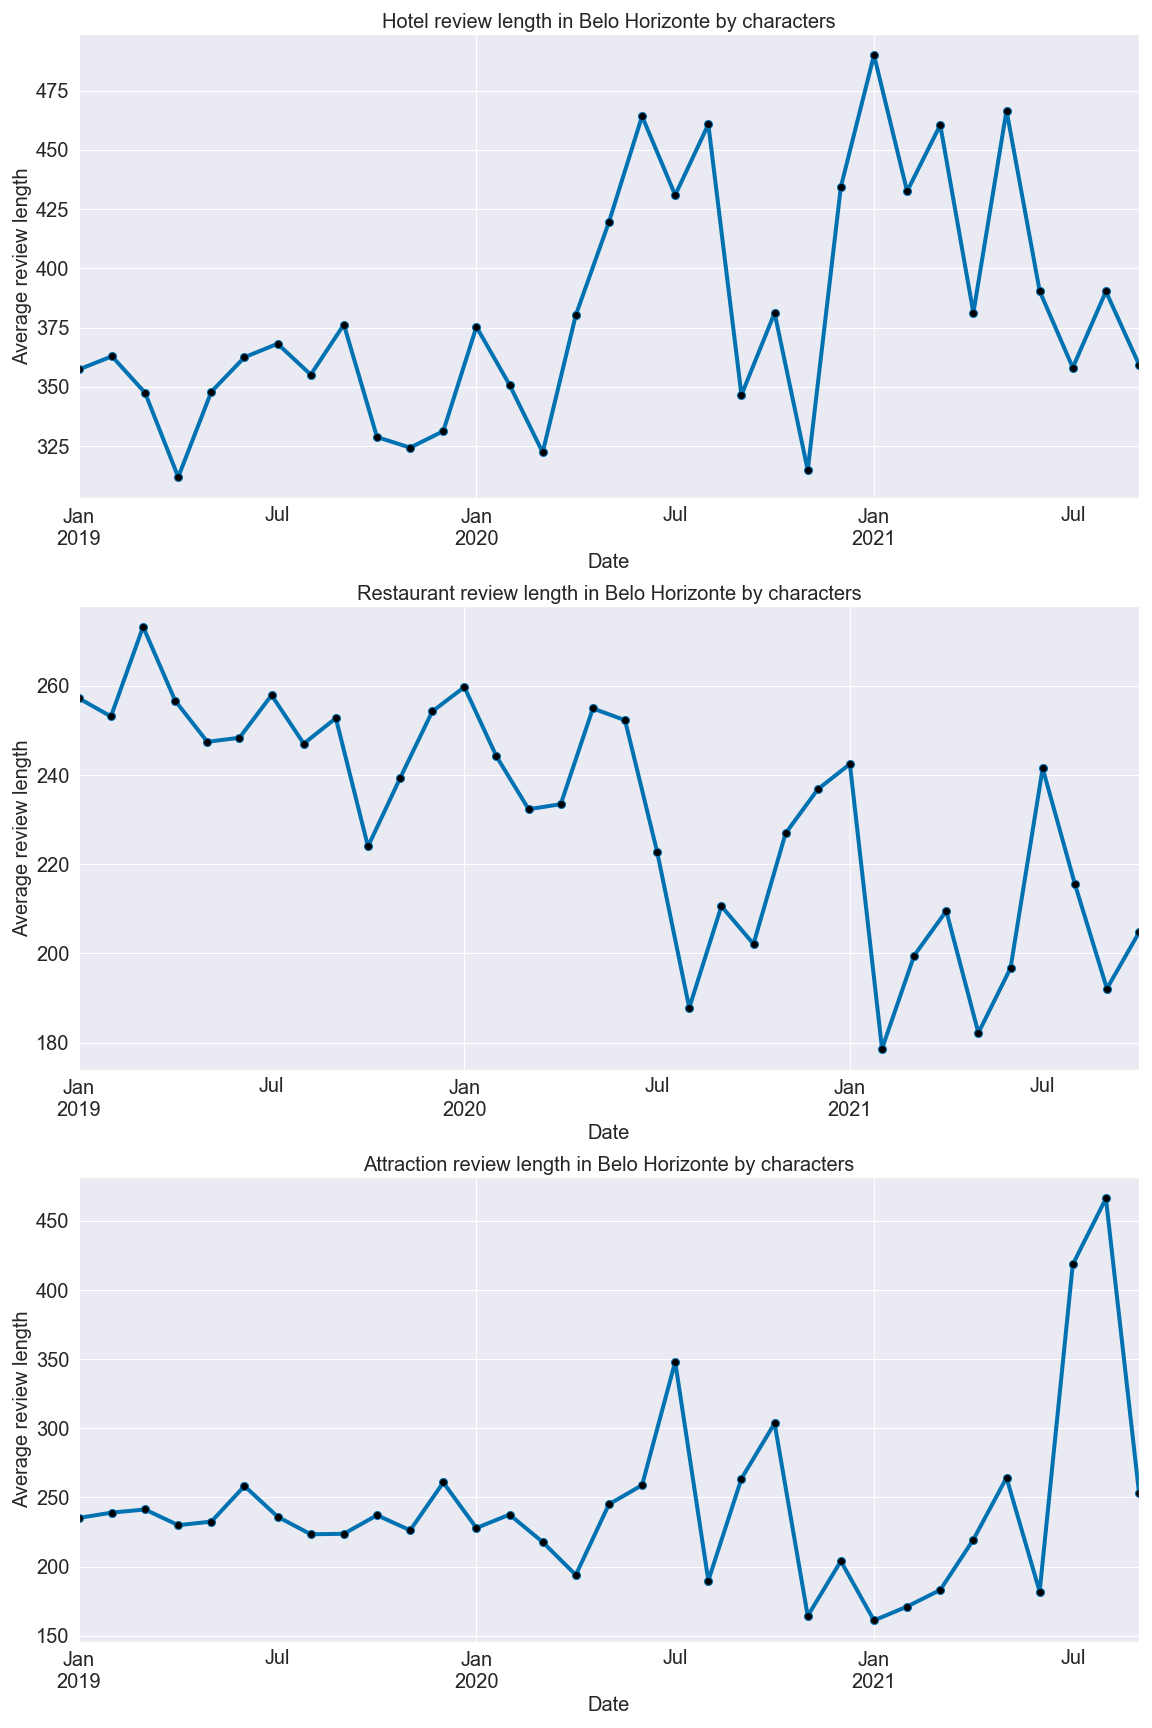 Hotel review length in Belo Horizonte by characters
Average review length
475
450
425
400
375
350
325
Jan Jul Jan Jul Jan Jul
2019 2020 2021
Date
Restaurant review length in Belo Horizonte by characters
Average review length
260
240
220
200
180
Jan Jul Jan Jul Jan Jul
2019 2020 2021
Date
Attraction review length in Belo Horizonte by characters
Average review length
450
400
350
300
250
200
150
Jan Jul Jan Jul Jan Jul
2019 2020 2021
Date